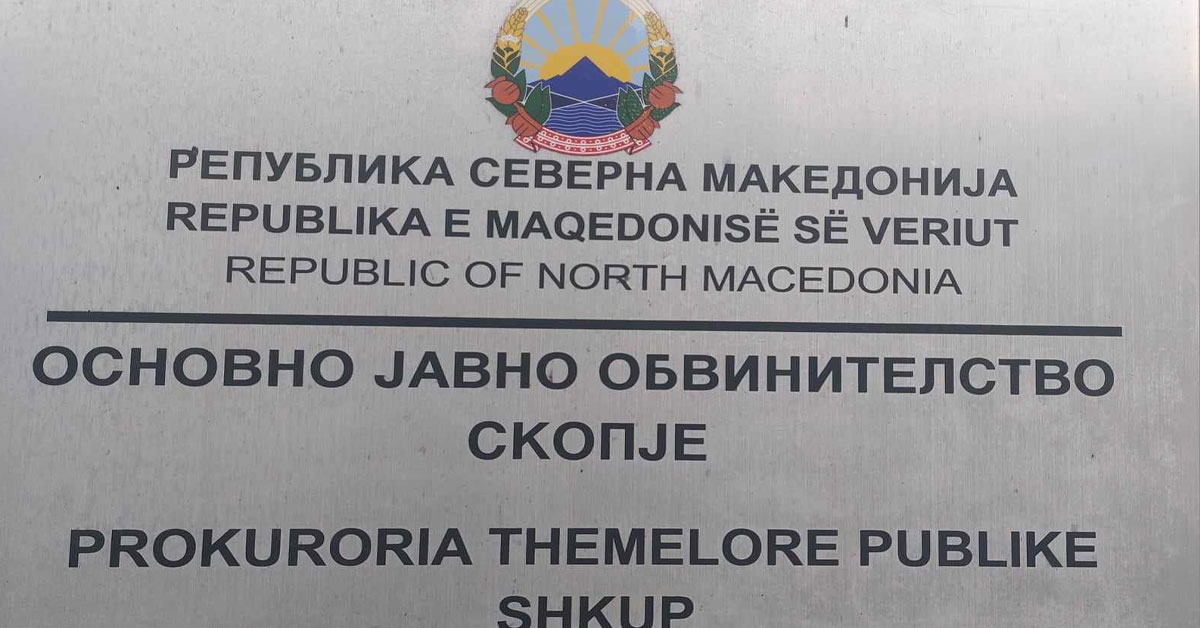 РЕПУБЛИКА СЕВЕРНА МАКЕДОНИЈА
REPUBLIKA E MAQEDONISË SË VERIUT
REPUBLIC OF NORTH MACEDONIA
ОСНОВНО ЈАВНО ОБВИНИТЕЛСТВО
СКОПЈЕ
PROKURORIA THEMELORE PUBLIKE
SHKUP